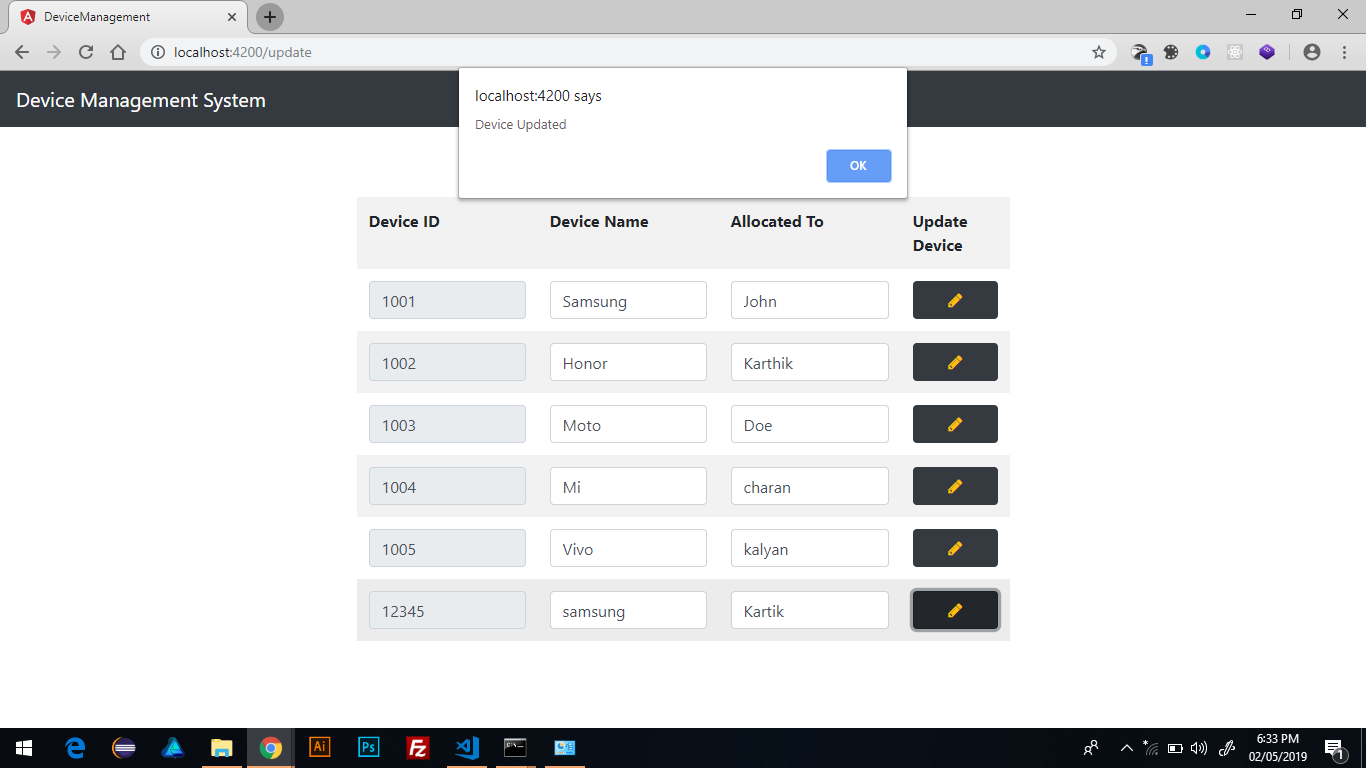 DeviceManagement
localhost:4200/update
Device Management System
localhost:4200 says
Device Updated
OK
Device ID Device Name Allocated To Update Device
1001 Samsung John
1002 Honor Karthik
1003 Moto Doe
1004 Mi charan
1005 Vivo kalyan
12345 samsung Kartik
Ai Ps Fz
6:33 PM
02/05/2019
1